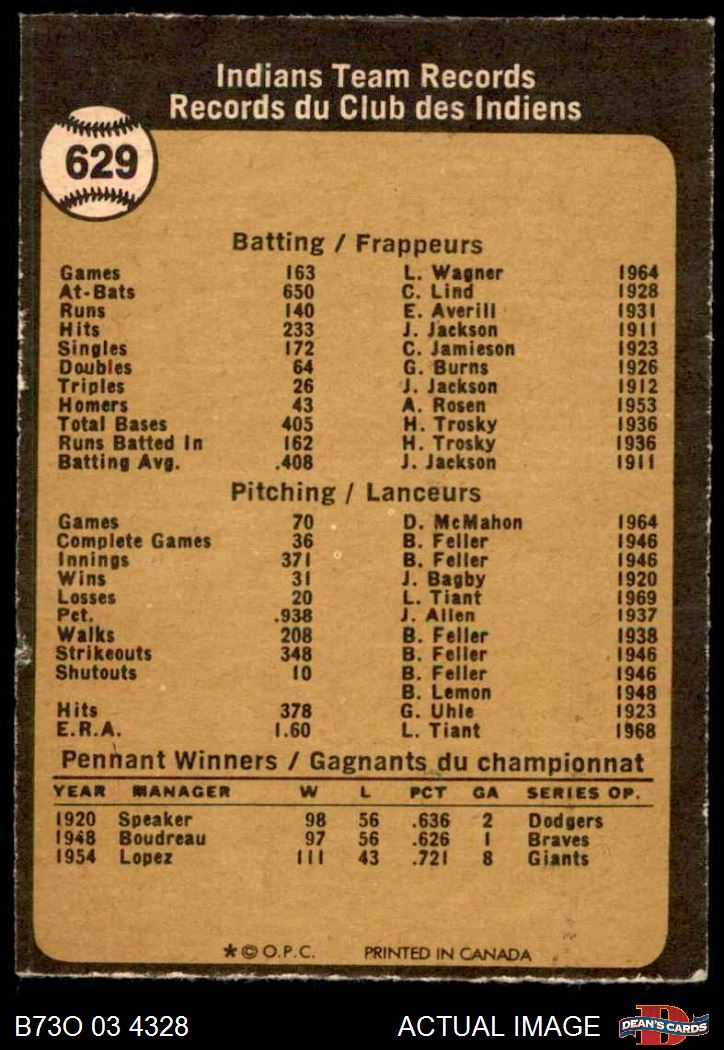 Indians Team Records
Records du Club des Indiens
629
Batting / Frappeurs
Games 163 L. Wagner 1964
At-Bats 650 C. Lind 1928
Runs 140 E. Averill 1931
Hits 233 J. Jackson 1911
Singles 172 C. Jamieson 1923
Doubles 64 G. Burns 1926
Triples 26 J. Jackson 1912
Homers 43 A. Rosen 1953
Total Bases 405 H. Trosky 1936
Runs Batted In 162 H. Trosky 1936
Batting Avg. .408 J. Jackson 1911
Pitching / Lanceurs
Games 70 D. McMahon 1964
Complete Games 36 B. Feller 1946
Innings 371 B. Feller 1946
Wins 31 J. Bagby 1920
Losses 20 L. Tiant 1969
Pct. .938 J. Allen 1937
Walks 208 B. Feller 1938
Strikeouts 348 B. Feller 1946
Shutouts 10 B. Feller 1946
B. Lemon 1948
Hits 378 G. Uhle 1923
E.R.A. 1.60 L. Tiant 1968
Pennant Winners / Gagnants du championnat
YEAR MANAGER W L PCT GA SERIES OP.
1920 Speaker 98 56 .636 2 Dodgers
1948 Boudreau 97 56 .626 1 Braves
1954 Lopez 111 43 .721 8 Giants
* © O.P.C. PRINTED IN CANADA
B73O 03 4328 ACTUAL IMAGE D DEAN'S CARDS